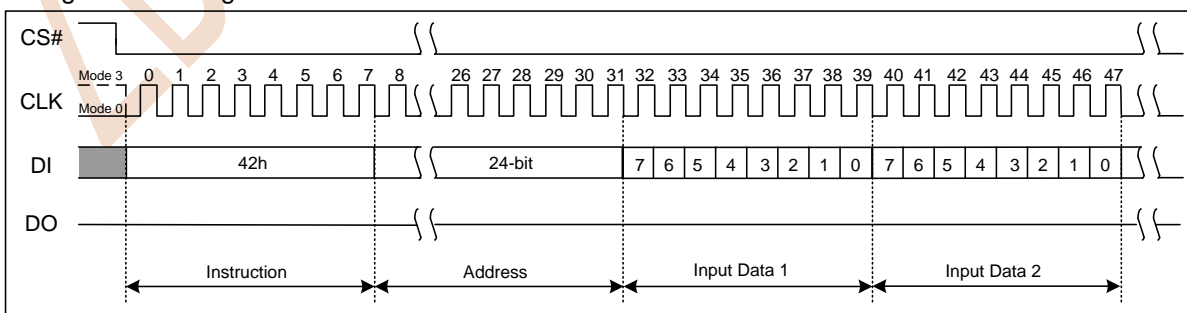 CS#
Mode 3 0 1 2 3 4 5 6 7 8 26 27 28 29 30 31 32 33 34 35 36 37 38 39 40 41 42 43 44 45 46 47
CLK
Mode 0
DI 42h 24-bit 7 6 5 4 3 2 1 0 7 6 5 4 3 2 1 0
DO
Instruction Address Input Data 1 Input Data 2